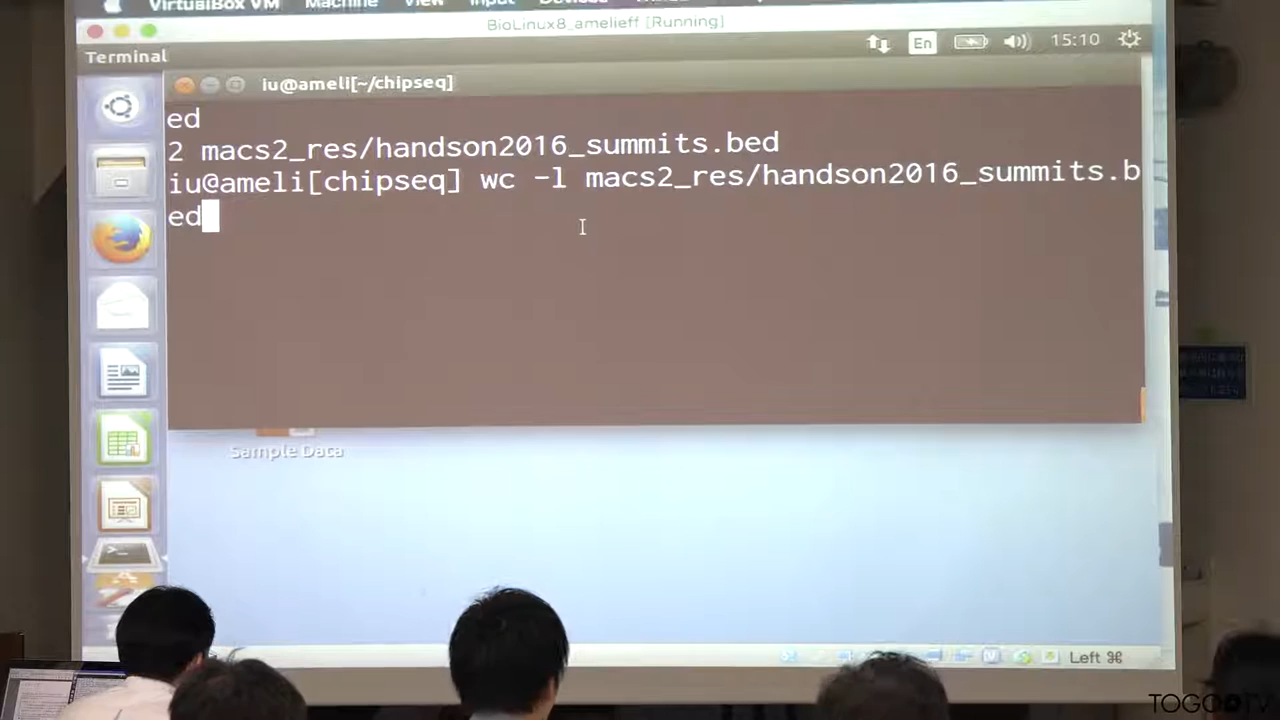 VirtualBox VM Machine View Input Devices
BioLinux8_amelieff [Running]
Terminal
En
15:10
iu@ameli[~/chipseq]
ed
2 macs2_res/handson2016_summits.bed
iu@ameli[chipseq] wc -l macs2_res/handson2016_summits.b
ed
Sample Data
Left ⌘
TOGOTV